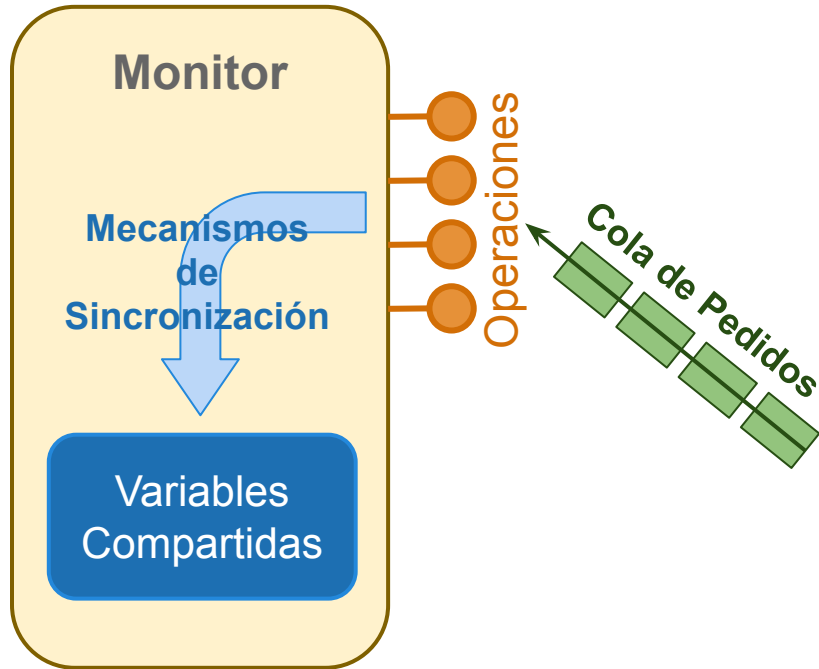 Monitor
Mecanismos
de
Sincronización
Variables
Compartidas
Operaciones
Cola de Pedidos